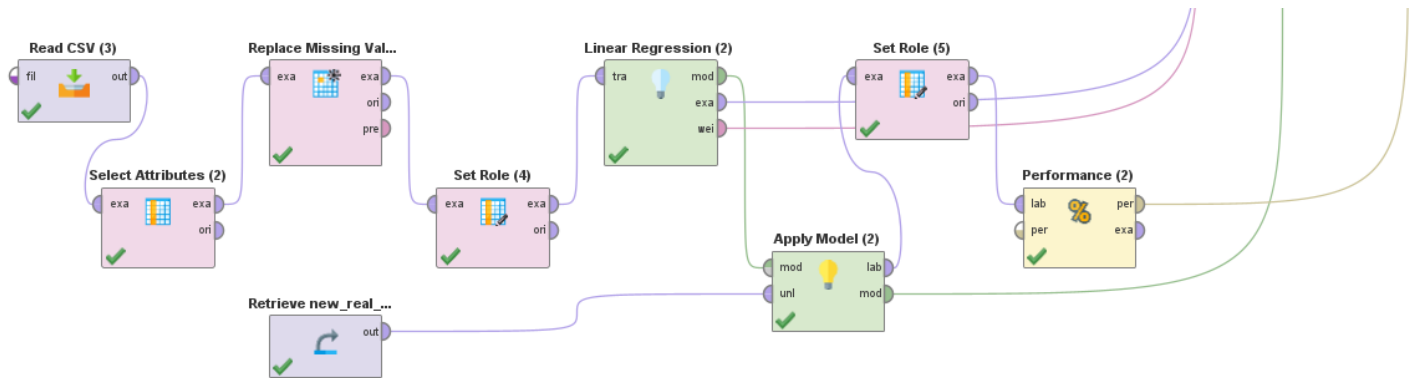 Read CSV (3)
fil out
Replace Missing Val...
exa exa
ori
pre
Linear Regression (2)
tra mod
exa
wei
Set Role (5)
exa exa
ori
Select Attributes (2)
exa exa
ori
Set Role (4)
exa exa
ori
Performance (2)
lab per
per exa
%
Apply Model (2)
mod lab
unl mod
Retrieve new_real_...
out